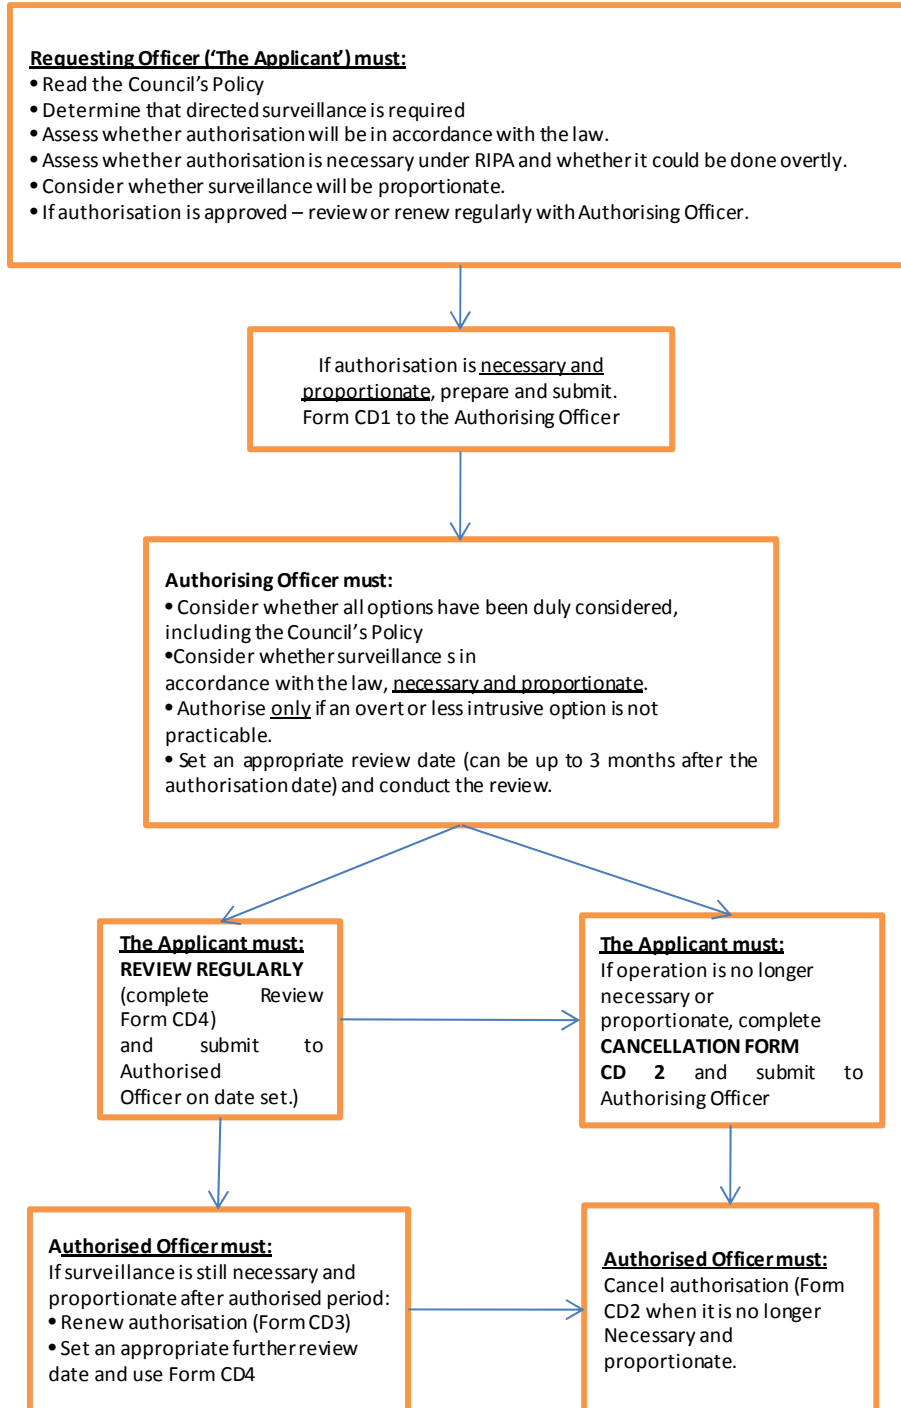 Requesting Officer (‘The Applicant’) must:
• Read the Council’s Policy
• Determine that directed surveillance is required
• Assess whether authorisation will be in accordance with the law.
• Assess whether authorisation is necessary under RIPA and whether it could be done overtly.
• Consider whether surveillance will be proportionate.
• If authorisation is approved – review or renew regularly with Authorising Officer.
If authorisation is necessary and
proportionate, prepare and submit.
Form CD1 to the Authorising Officer
Authorising Officer must:
• Consider whether all options have been duly considered,
including the Council’s Policy
•Consider whether surveillance s in
accordance with the law, necessary and proportionate.
• Authorise only if an overt or less intrusive option is not
practicable.
• Set an appropriate review date (can be up to 3 months after the
authorisation date) and conduct the review.
The Applicant must:
REVIEW REGULARLY
(complete Review
Form CD4)
and submit to
Authorised
Officer on date set.)
The Applicant must:
If operation is no longer
necessary or
proportionate, complete
CANCELLATION FORM
CD 2 and submit to
Authorising Officer
Authorised Officer must:
If surveillance is still necessary and
proportionate after authorised period:
• Renew authorisation (Form CD3)
• Set an appropriate further review
date and use Form CD4
Authorised Officer must:
Cancel authorisation (Form
CD2 when it is no longer
Necessary and
proportionate.